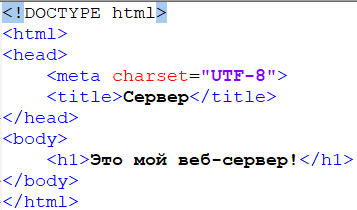 <!DOCTYPE html>
<html>
<head>
    <meta charset="UTF-8">
    <title>Сервер</title>
</head>
<body>
    <h1>Это мой веб-сервер!</h1>
</body>
</html>